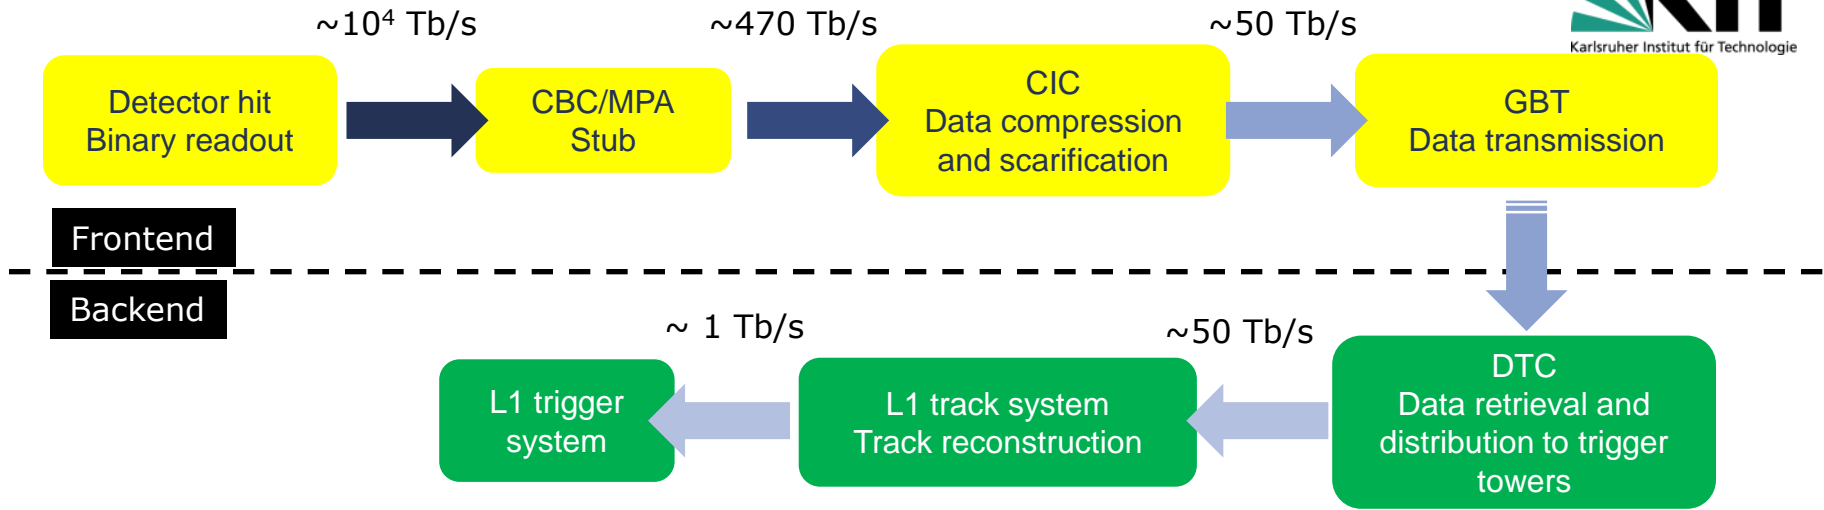 ~10⁴ Tb/s
~470 Tb/s
~50 Tb/s
KIT
Karlsruher Institut für Technologie
Detector hit
Binary readout
CBC/MPA
Stub
CIC
Data compression
and scarification
GBT
Data transmission
Frontend
Backend
~ 1 Tb/s
~50 Tb/s
L1 trigger
system
L1 track system
Track reconstruction
DTC
Data retrieval and
distribution to trigger
towers